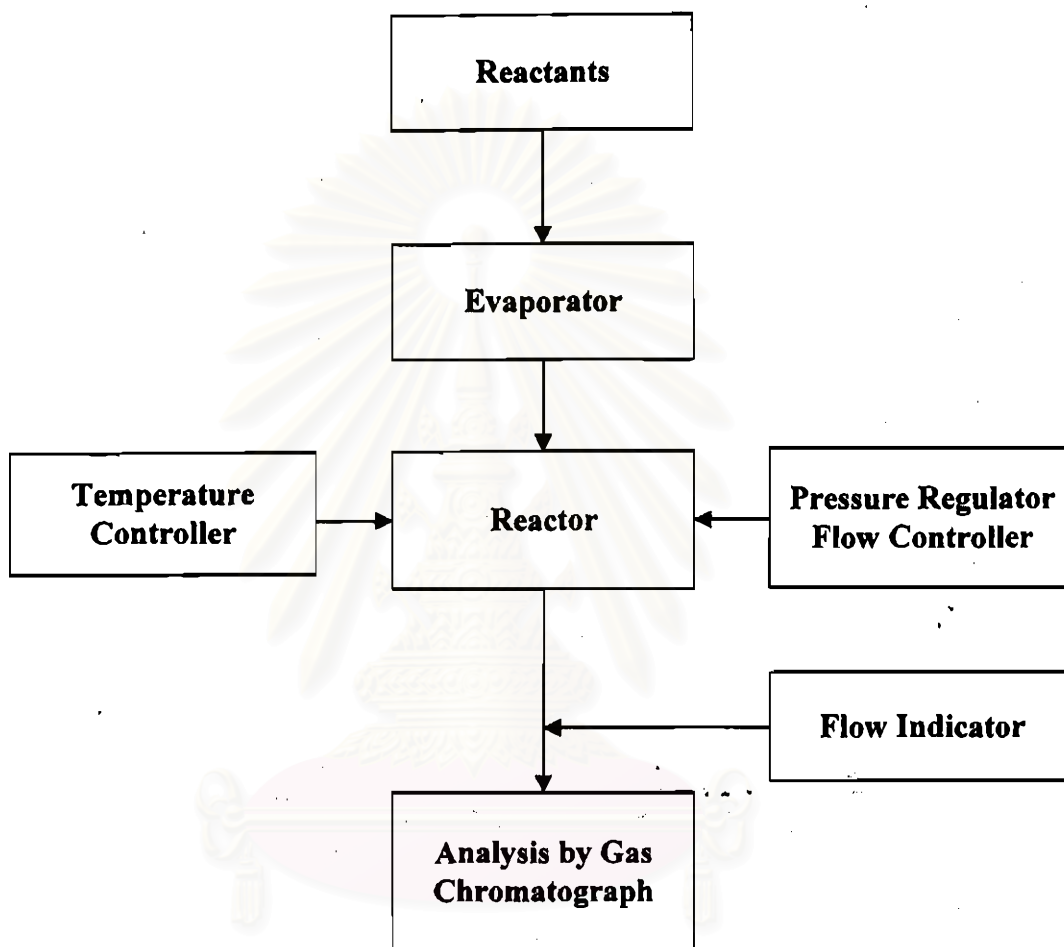 Reactants
Evaporator
Temperature
Controller
Reactor
Pressure Regulator
Flow Controller
Flow Indicator
Analysis by Gas
Chromatograph